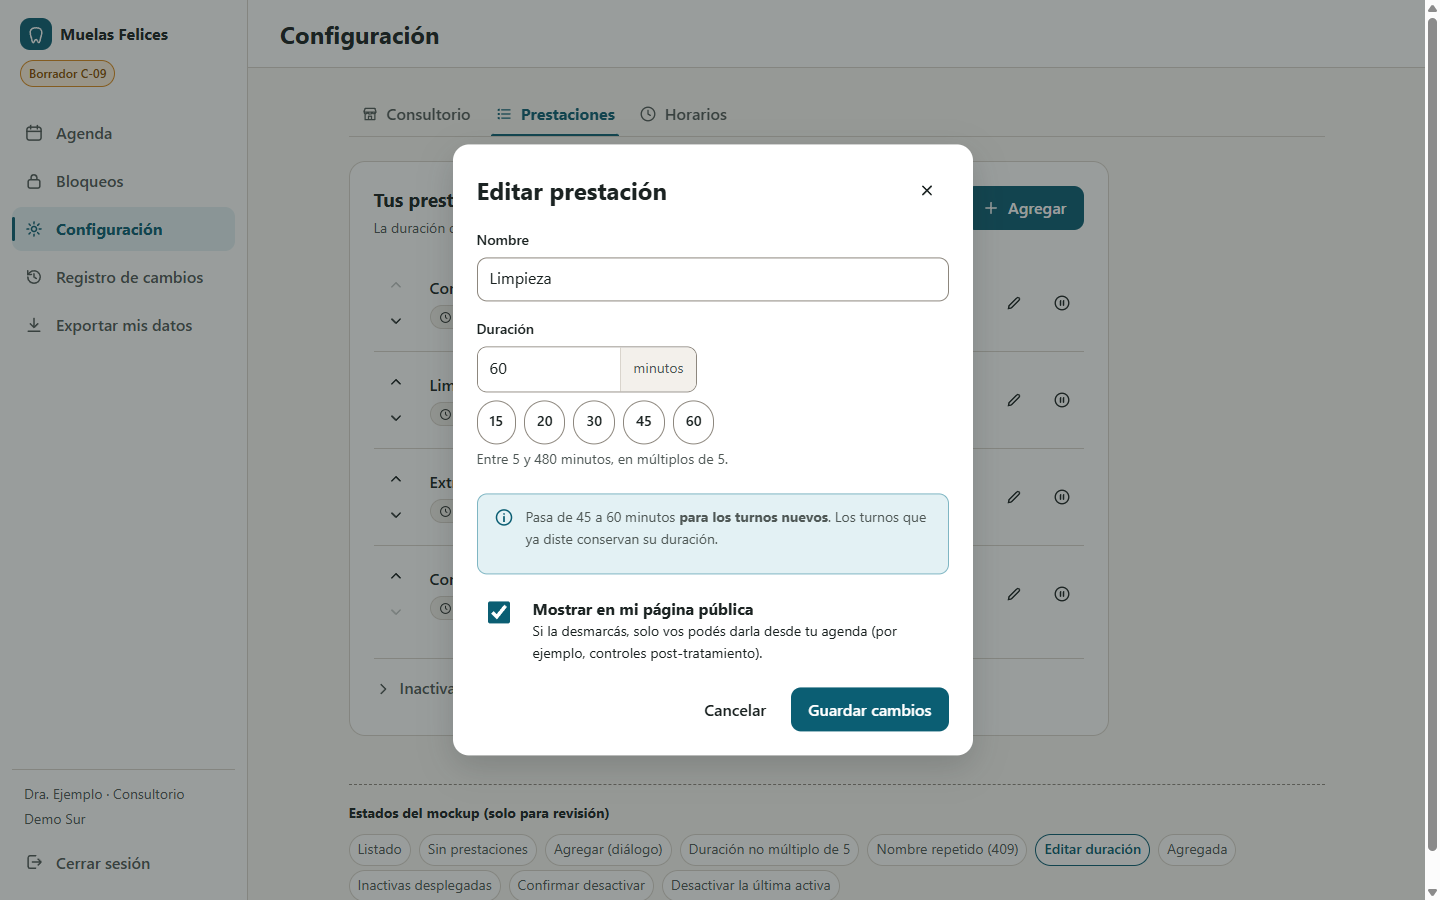 Muelas Felices
Borrador C-09
Agenda
Bloqueos
Configuración
Registro de cambios
Exportar mis datos
Dra. Ejemplo · Consultorio
Demo Sur
Cerrar sesión
Configuración
Consultorio
Prestaciones
Horarios
Tus prest
La duración
Agregar
Editar prestación
Nombre
Limpieza
Duración
60 minutos
15 20 30 45 60
Entre 5 y 480 minutos, en múltiplos de 5.
Pasa de 45 a 60 minutos para los turnos nuevos. Los turnos que
ya diste conservan su duración.
Mostrar en mi página pública
Si la desmarcás, solo vos podés darla desde tu agenda (por
ejemplo, controles post-tratamiento).
Cancelar
Guardar cambios
Lim
Inactiva
Estados del mockup (solo para revisión)
Listado
Sin prestaciones
Agregar (diálogo)
Duración no múltiplo de 5
Nombre repetido (409)
Editar duración
Agregada
Inactivas desplegadas
Confirmar desactivar
Desactivar la última activa